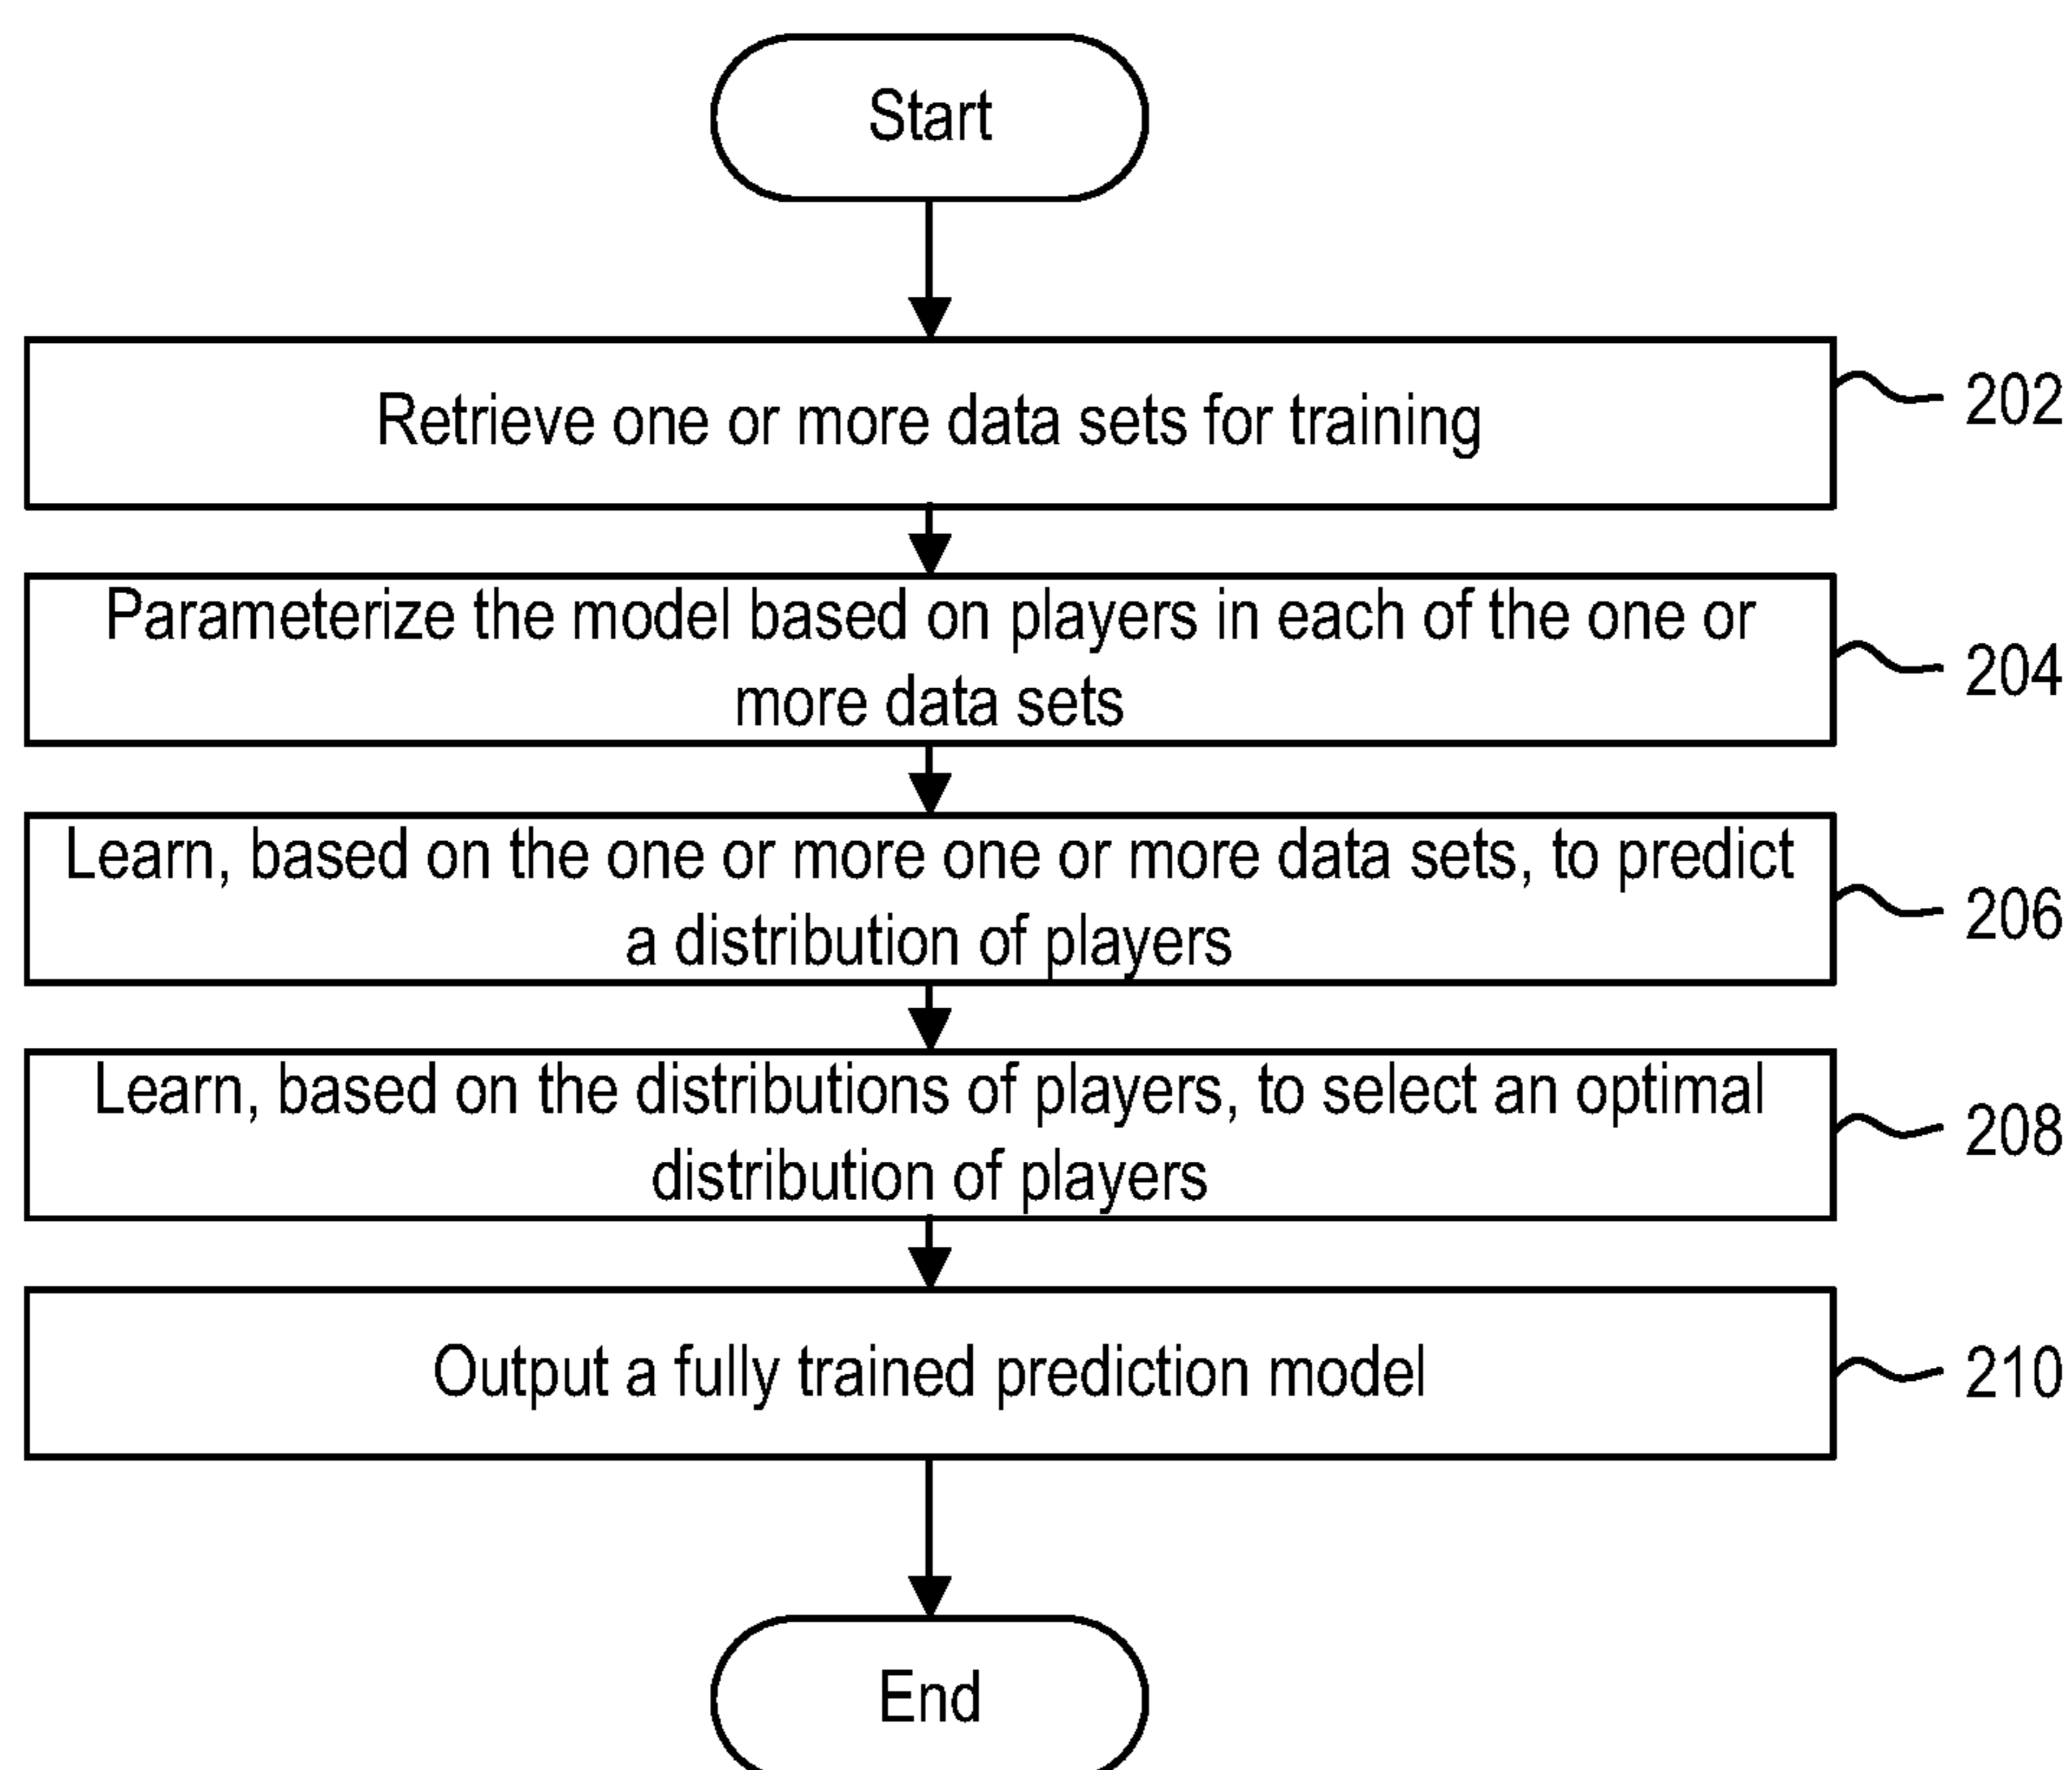 Start
Retrieve one or more data sets for training
202
Parameterize the model based on players in each of the one or
more data sets
204
Learn, based on the one or more one or more data sets, to predict
a distribution of players
206
Learn, based on the distributions of players, to select an optimal
distribution of players
208
Output a fully trained prediction model
210
End